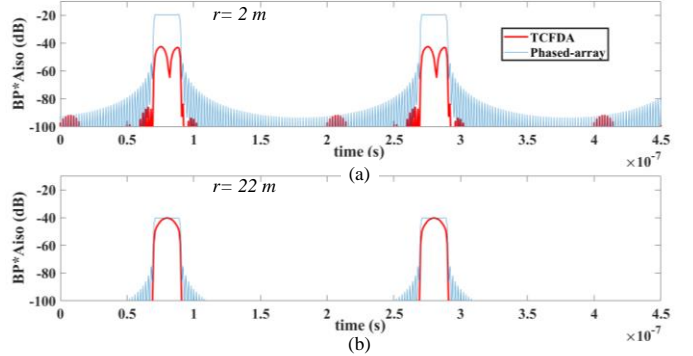 r= 2 m
BP*Aiso (dB)
-20
-40
-60
-80
-100
TCFDA
Phased-array
0 0.5 1 1.5 2 2.5 3 3.5 4 4.5
time (s)
×10⁻⁷
(a)
r= 22 m
BP*Aiso (dB)
-20
-40
-60
-80
-100
0 0.5 1 1.5 2 2.5 3 3.5 4 4.5
time (s)
×10⁻⁷
(b)